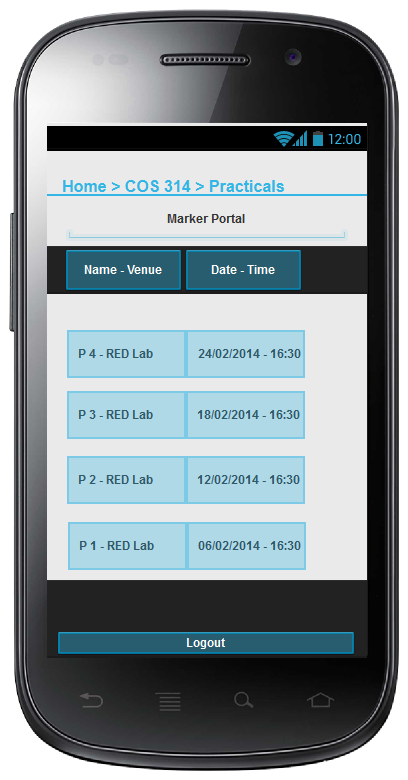 12:00
Home > COS 314 > Practicals
Marker Portal
Name - Venue Date - Time
P 4 - RED Lab 24/02/2014 - 16:30
P 3 - RED Lab 18/02/2014 - 16:30
P 2 - RED Lab 12/02/2014 - 16:30
P 1 - RED Lab 06/02/2014 - 16:30
Logout